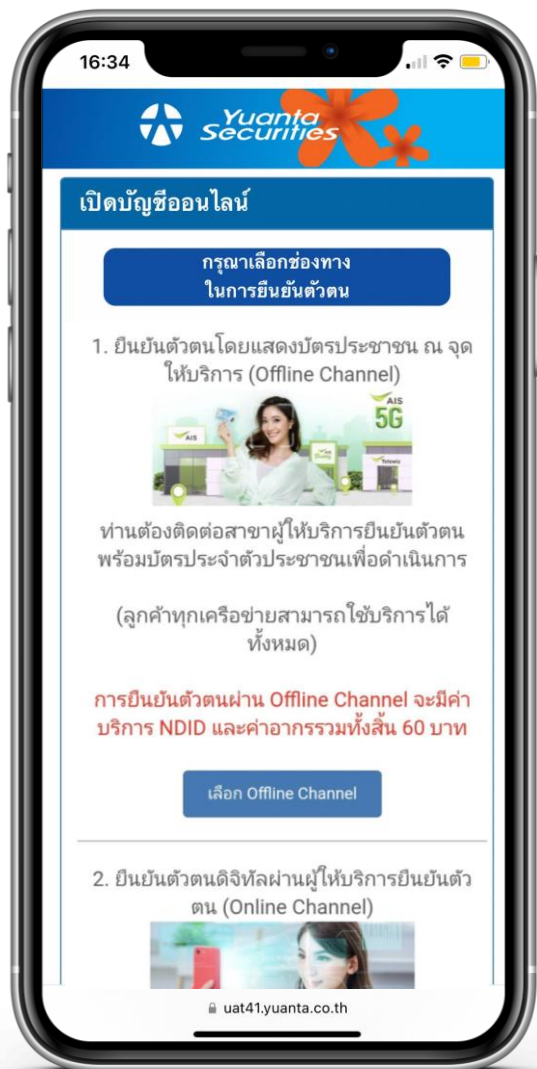 16:34
Yuanta
Securities
เปิดบัญชีออนไลน์
กรุณาเลือกช่องทาง
ในการยืนยันตัวตน
1. ยืนยันตัวตนโดยแสดงบัตรประชาชน ณ จุด
ให้บริการ (Offline Channel)
AIS
5G
AIS
Telewiz
ท่านต้องติดต่อสาขาผู้ให้บริการยืนยันตัวตน
พร้อมบัตรประจำตัวประชาชนเพื่อดำเนินการ
(ลูกค้าทุกเครือข่ายสามารถใช้บริการได้
ทั้งหมด)
การยืนยันตัวตนผ่าน Offline Channel จะมีค่า
บริการ NDID และค่าอากรรวมทั้งสิ้น 60 บาท
เลือก Offline Channel
2. ยืนยันตัวตนดิจิทัลผ่านผู้ให้บริการยืนยันตัว
ตน (Online Channel)
uat41.yuanta.co.th